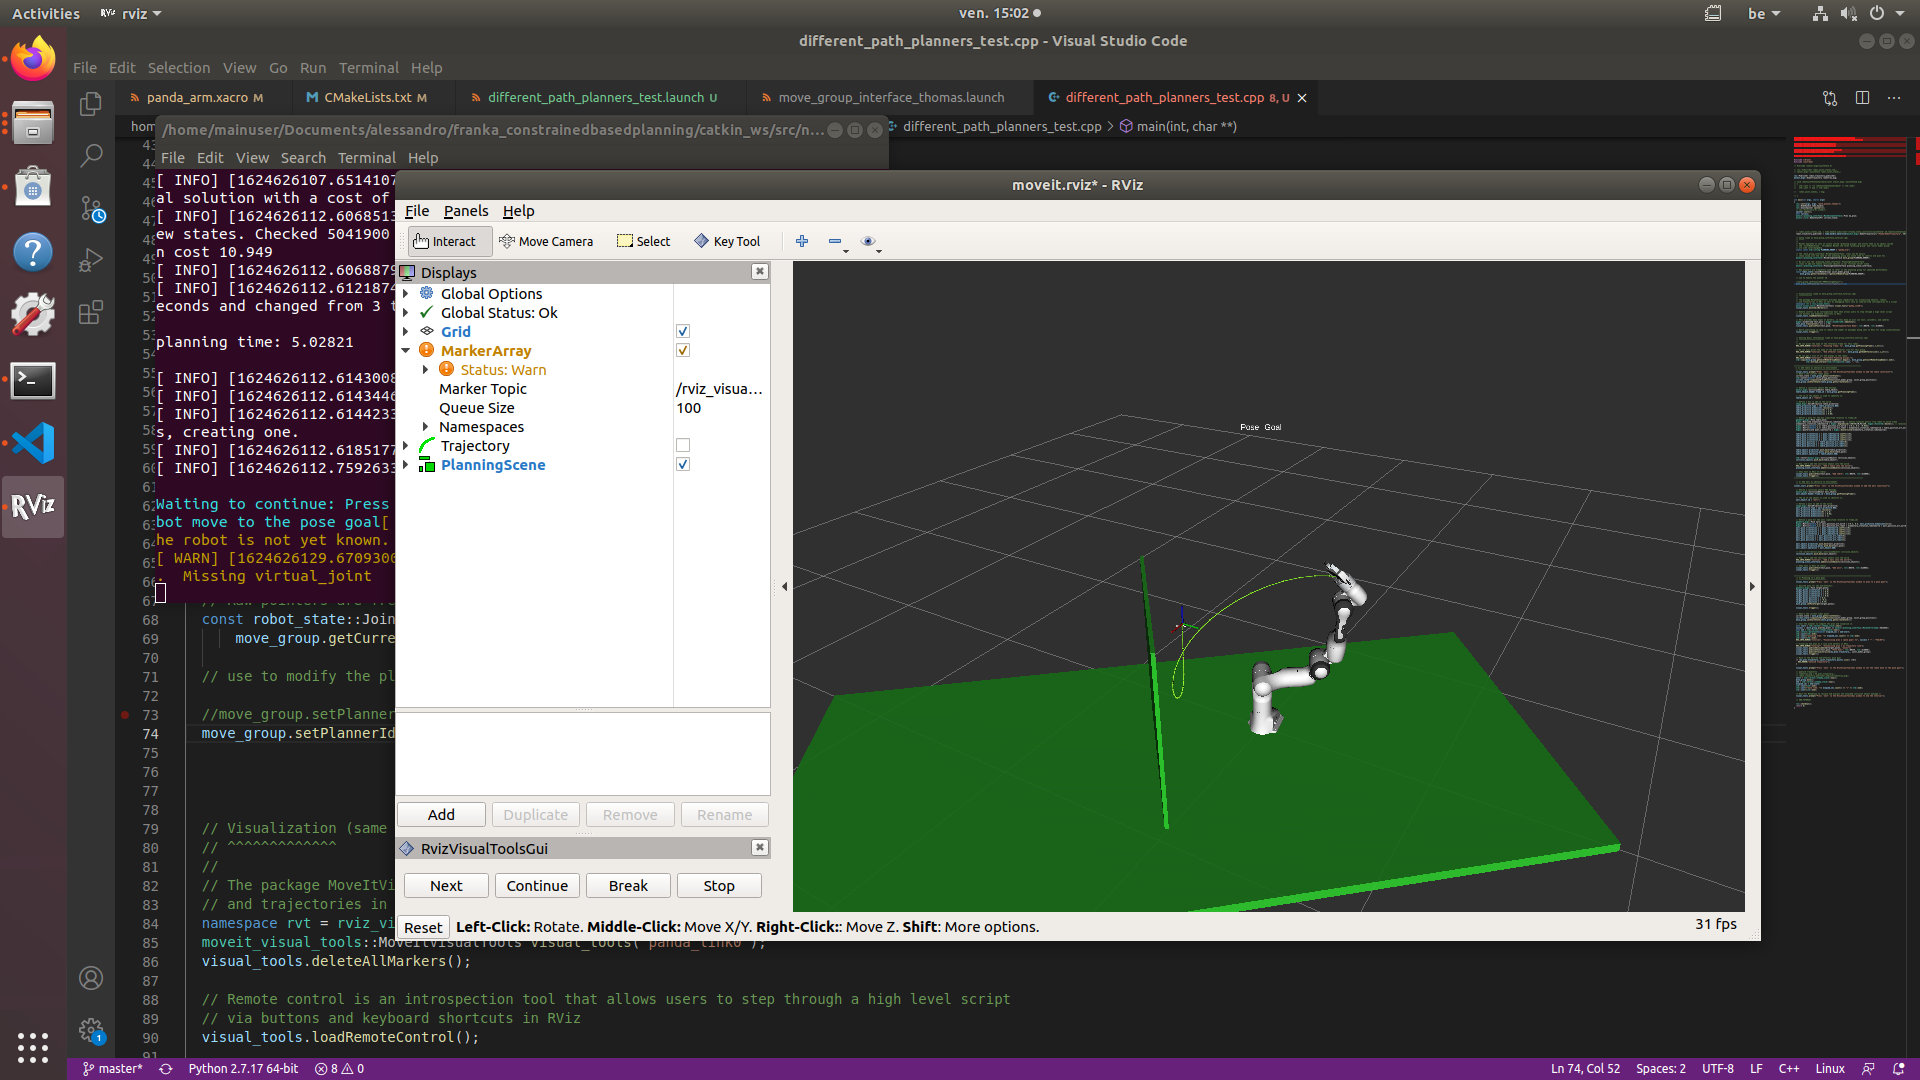 Activities
rviz
ven. 15:02
be
different_path_planners_test.cpp - Visual Studio Code
File Edit Selection View Go Run Terminal Help
panda_arm.xacro M
CMakeLists.txt M
different_path_planners_test.launch U
move_group_interface_thomas.launch
different_path_planners_test.cpp 8, U
hom
/home/mainuser/Documents/alessandro/franka_constrainedbasedplanning/catkin_ws/src/n...
different_path_planners_test.cpp > main(int, char **)
File Edit View Search Terminal Help
[ INFO] [1624626107.6514107
al solution with a cost of
[ INFO] [1624626112.6068513
ew states. Checked 5041900
n cost 10.949
[ INFO] [1624626112.6068879
[ INFO] [1624626112.6121874
econds and changed from 3 t
planning time: 5.02821
[ INFO] [1624626112.6143008
[ INFO] [1624626112.6143446
[ INFO] [1624626112.6144233
s, creating one.
[ INFO] [1624626112.6185177
[ INFO] [1624626112.7592633
Waiting to continue: Press
bot move to the pose goal[
he robot is not yet known.
[ WARN] [1624626129.6709300
. Missing virtual_joint
moveit.rviz* - RViz
File Panels Help
Interact
Move Camera
Select
Key Tool
Displays
Global Options
Global Status: Ok
Grid
MarkerArray
Status: Warn
Marker Topic /rviz_visua...
Queue Size 100
Namespaces
Trajectory
PlanningScene
Add
Duplicate
Remove
Rename
RvizVisualToolsGui
Next
Continue
Break
Stop
Reset
Left-Click: Rotate. Middle-Click: Move X/Y. Right-Click:: Move Z. Shift: More options.
31 fps
Pose Goal
RViz
68 const robot_state::Join
69 move_group.getCurre
70
71 // use to modify the pl
72
73 //move_group.setPlanner
74 move_group.setPlannerId
75
76
77
78
79 // Visualization (same
80 // ^^^^^^^^^^^^^
81 //
82 // The package MoveItVi
83 // and trajectories in
84 namespace rvt = rviz_vi
85 moveit_visual_tools::MoveItVisualTools visual_tools("panda_link0");
86 visual_tools.deleteAllMarkers();
87
88 // Remote control is an introspection tool that allows users to step through a high level script
89 // via buttons and keyboard shortcuts in RViz
90 visual_tools.loadRemoteControl();
91
master*
Python 2.7.17 64-bit
8 0
Ln 74, Col 52
Spaces: 2
UTF-8
LF
C++
Linux